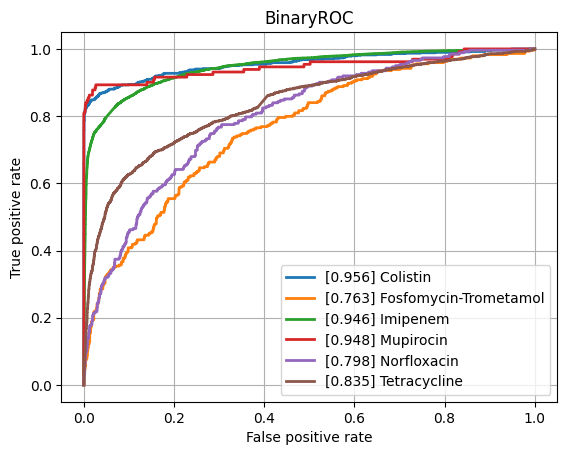 BinaryROC
True positive rate
1.0
0.8
0.6
0.4
0.2
0.0
[0.956] Colistin
[0.763] Fosfomycin-Trometamol
[0.946] Imipenem
[0.948] Mupirocin
[0.798] Norfloxacin
[0.835] Tetracycline
0.0 0.2 0.4 0.6 0.8 1.0
False positive rate